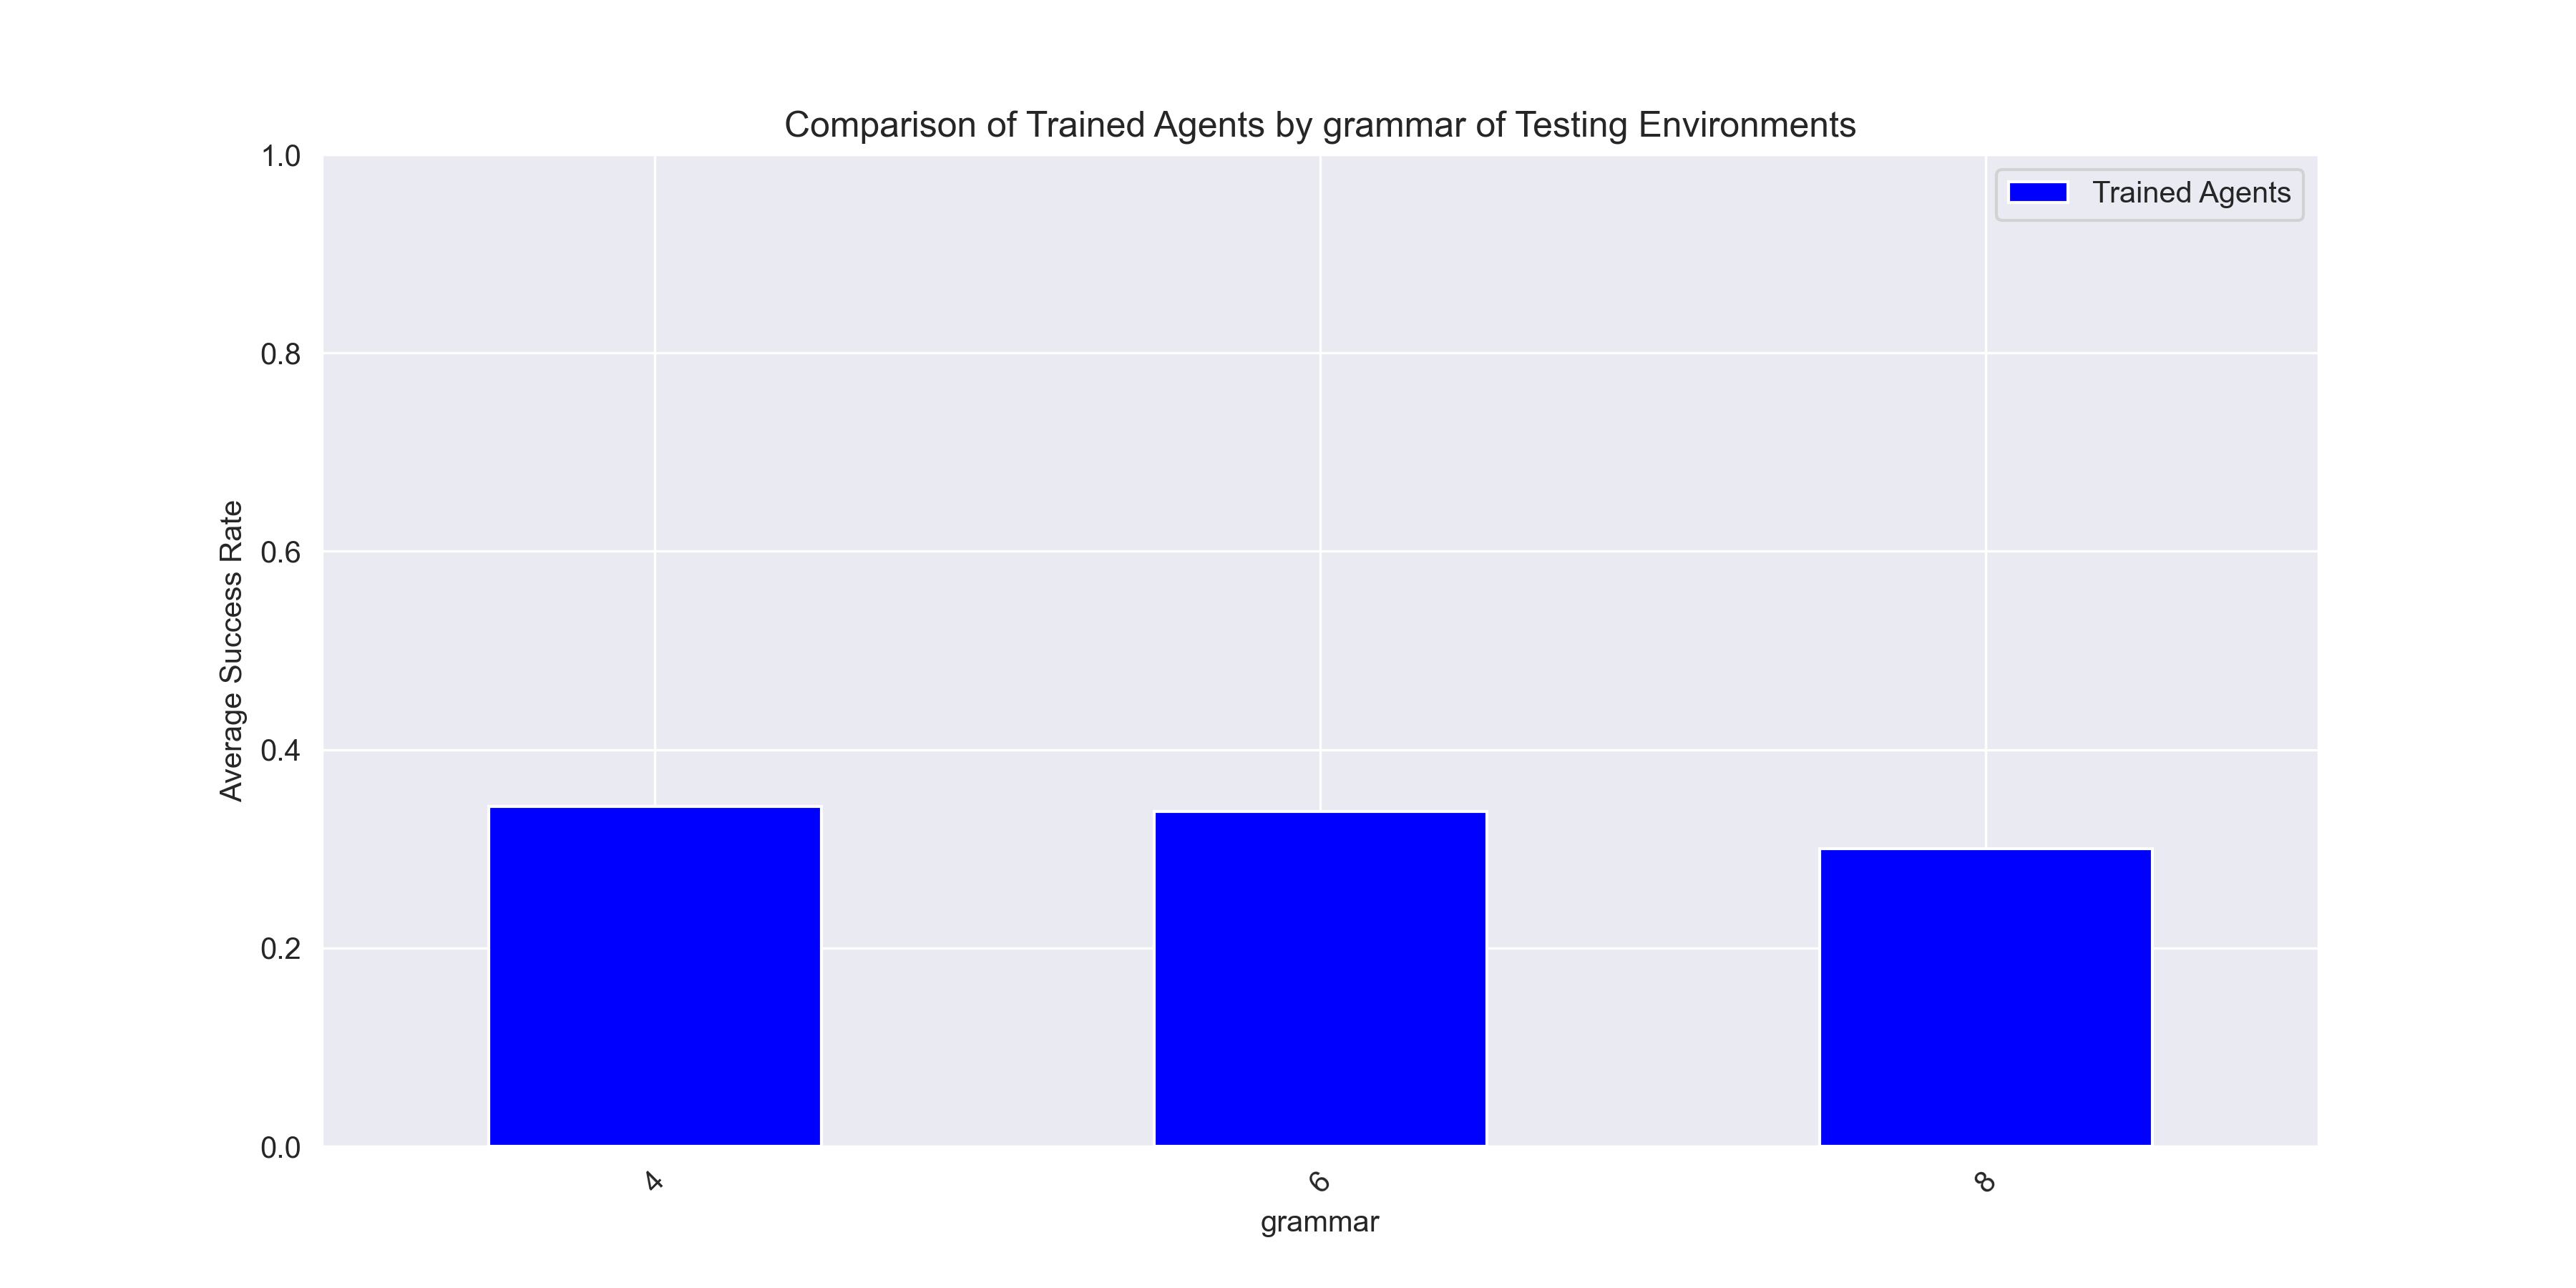 Comparison of Trained Agents by grammar of Testing Environments
Trained Agents
1.0
0.8
0.6
0.4
0.2
0.0
Average Success Rate
4
6
8
grammar